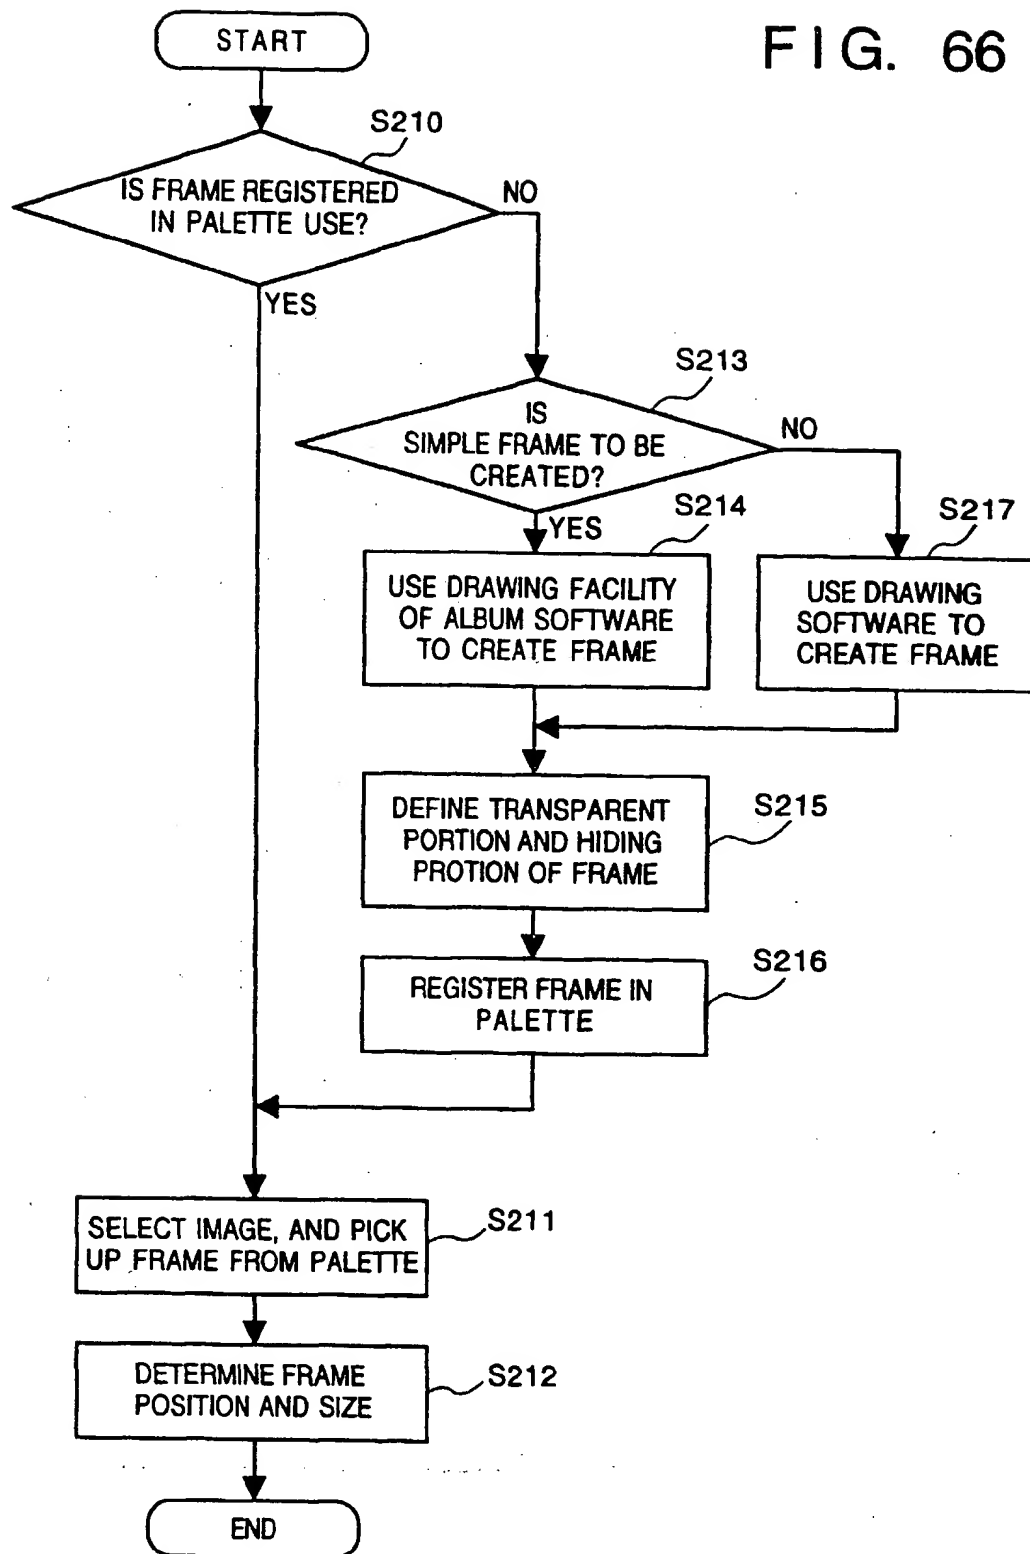 START
FIG. 66
S210
IS FRAME REGISTERED
IN PALETTE USE?
NO
YES
S213
IS
SIMPLE FRAME TO BE
CREATED?
NO
YES
S214
USE DRAWING FACILITY
OF ALBUM SOFTWARE
TO CREATE FRAME
S217
USE DRAWING
SOFTWARE TO
CREATE FRAME
DEFINE TRANSPARENT
PORTION AND HIDING
PROTION OF FRAME
S215
REGISTER FRAME IN
PALETTE
S216
SELECT IMAGE, AND PICK
UP FRAME FROM PALETTE
S211
DETERMINE FRAME
POSITION AND SIZE
S212
END